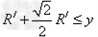 R' + √2/2 R' ≤ y